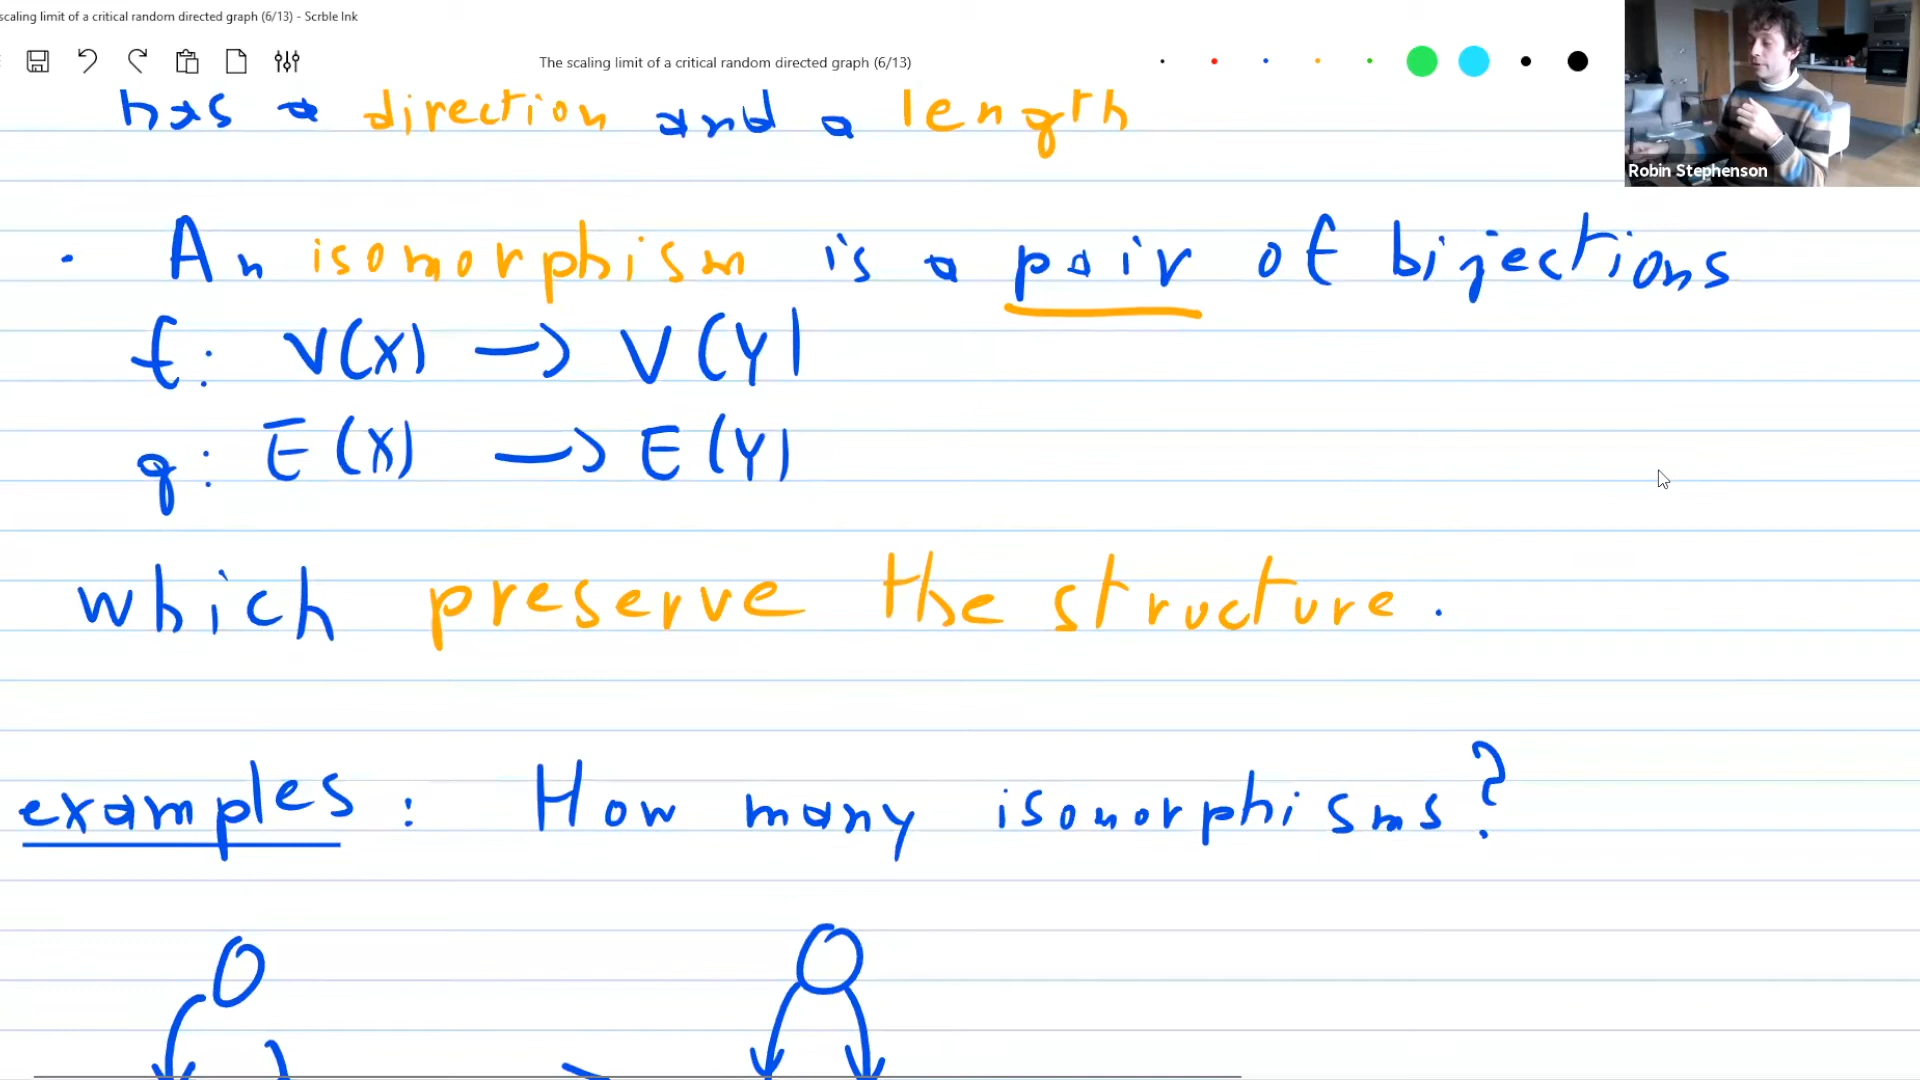 scaling limit of a critical random directed graph (6/13) - Scrble Ink
The scaling limit of a critical random directed graph (6/13)
has a direction and a length
Robin Stephenson
· An isomorphism is a pair of bijections
f: V(X) → V(Y)
g: E(X) → E(Y)
which preserve the structure.
examples: How many isomorphisms?